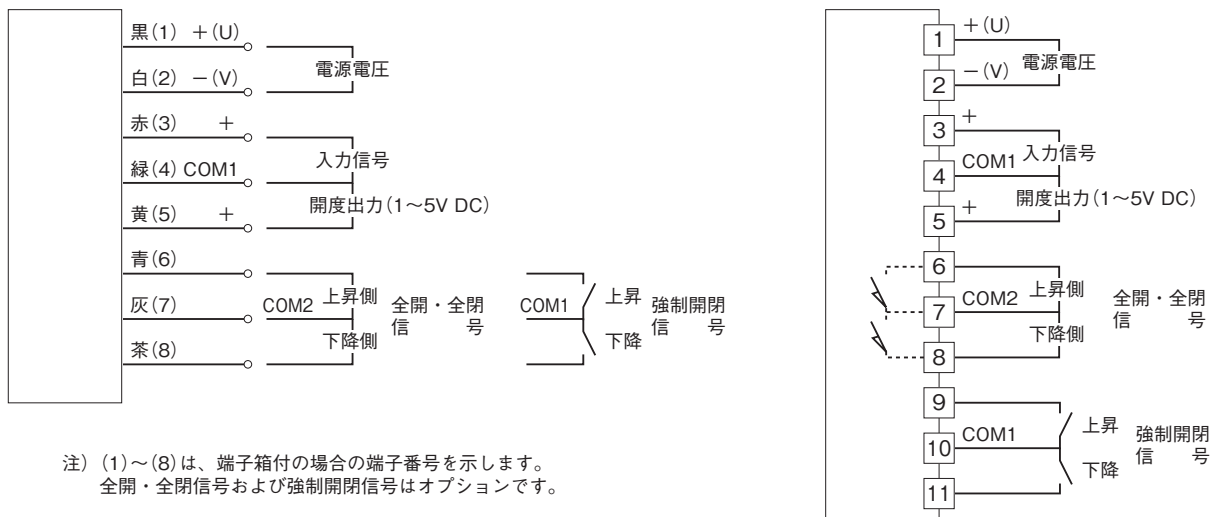 黒(1) +(U)
電源電圧
白(2) −(V)
赤(3) +
入力信号
緑(4) COM1
開度出力(1～5V DC)
黄(5) +
青(6)
灰(7) COM2 上昇側
下降側
全開・全閉
信 号
茶(8)
COM1 上昇
下降
強制開閉
信 号
注) (1)～(8)は、端子箱付の場合の端子番号を示します。
全開・全閉信号および強制開閉信号はオプションです。
1 +(U)
電源電圧
2 −(V)
3 +
入力信号
4 COM1
開度出力(1～5V DC)
5 +
6
上昇側
7 COM2
下降側
全開・全閉
信 号
8
9
上昇
10 COM1
下降
強制開閉
信 号
11